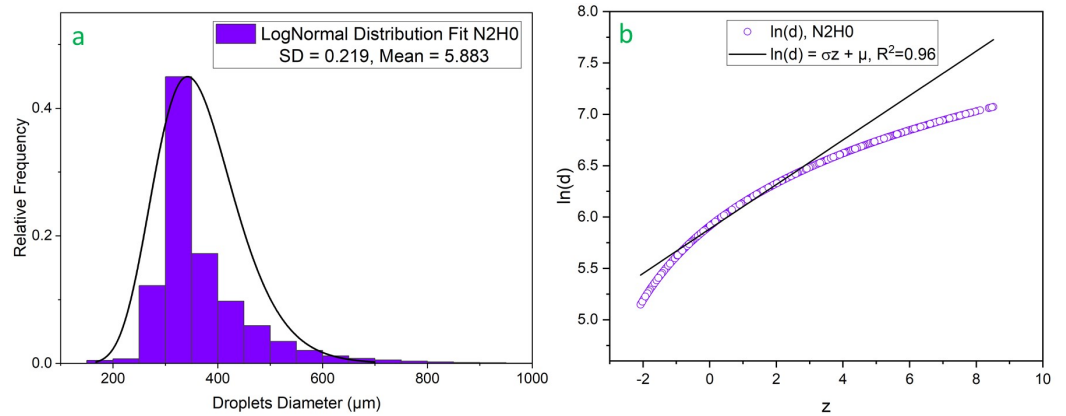 a
LogNormal Distribution Fit N2H0
SD = 0.219, Mean = 5.883
Relative Frequency
0.4
0.2
0.0
200
400
600
800
1000
Droplets Diameter (µm)
b
ln(d), N2H0
ln(d) = σz + μ, R²=0.96
ln(d)
8.0
7.5
7.0
6.5
6.0
5.5
5.0
-2
0
2
4
6
8
10
z